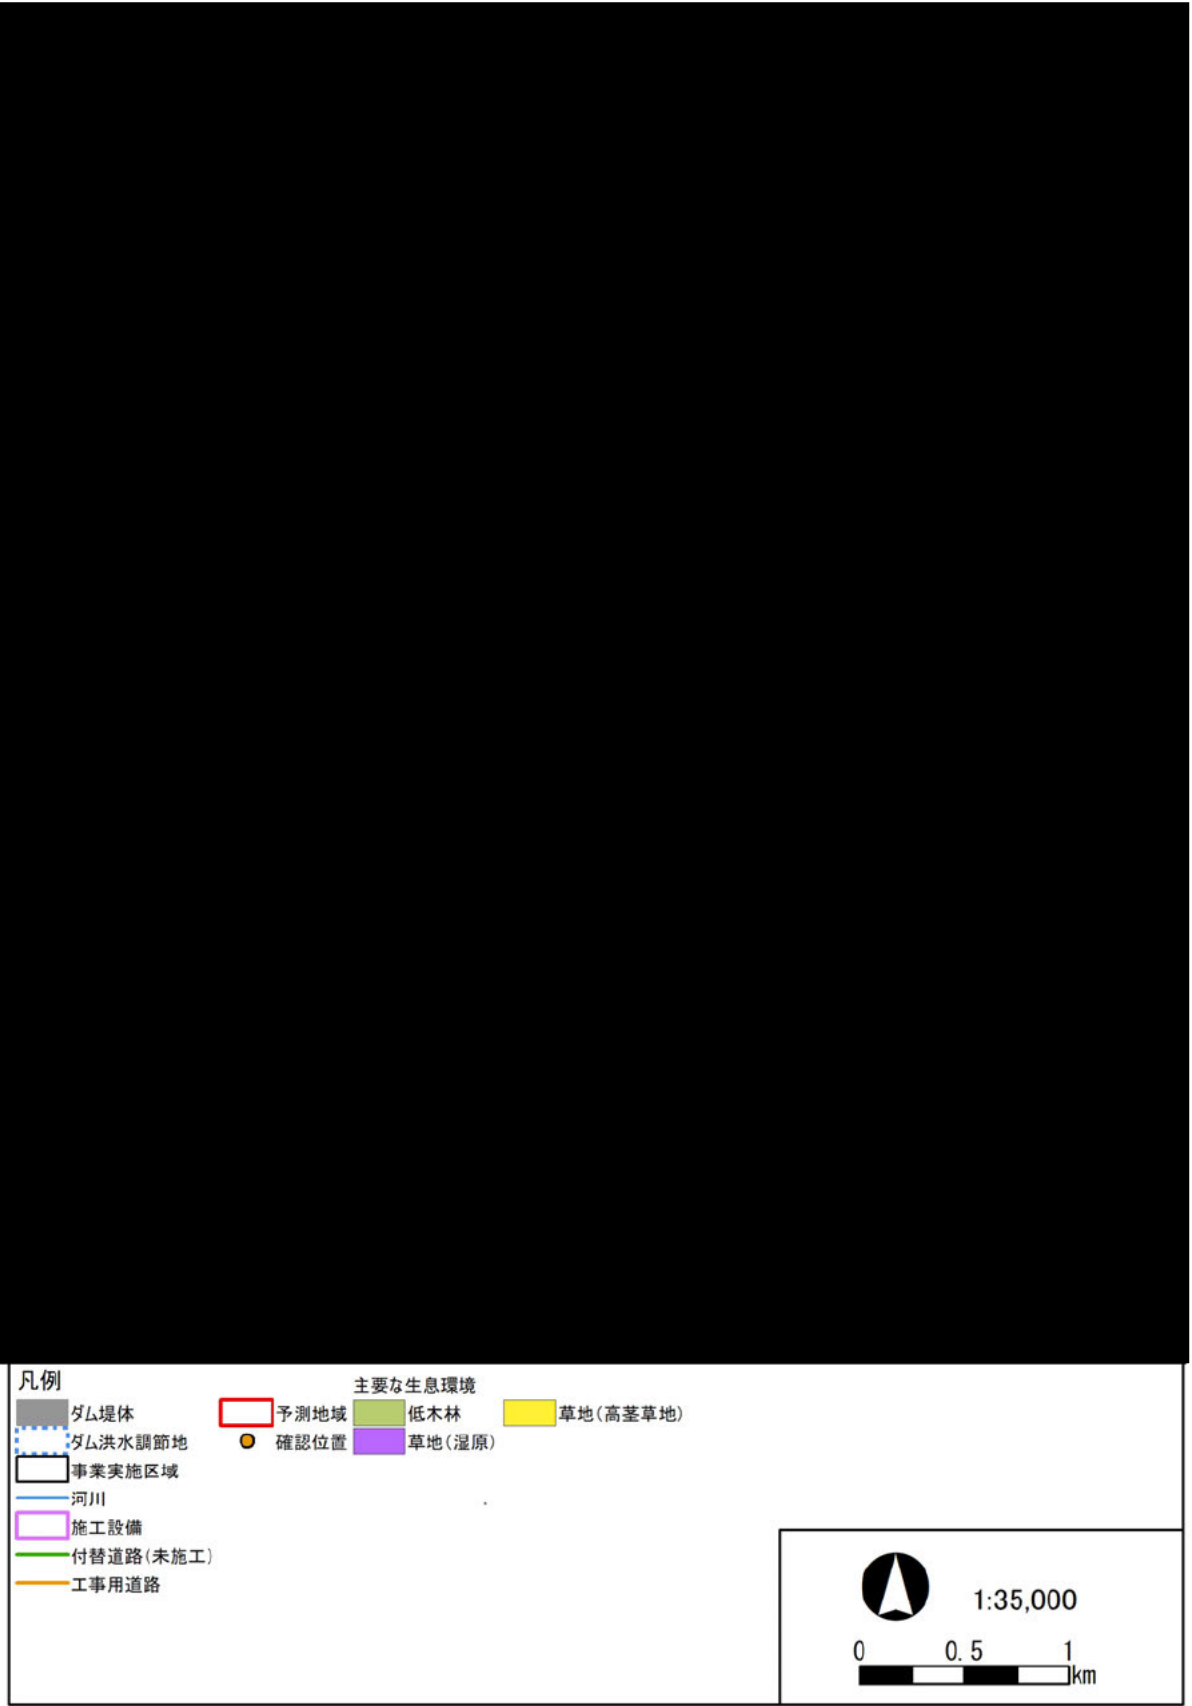 凡例
ダム堤体
ダム洪水調節地
事業実施区域
河川
施工設備
付替道路(未施工)
工事用道路
予測地域
確認位置
主要な生息環境
低木林
草地(湿原)
草地(高茎草地)
1:35,000
0 0.5 1
km